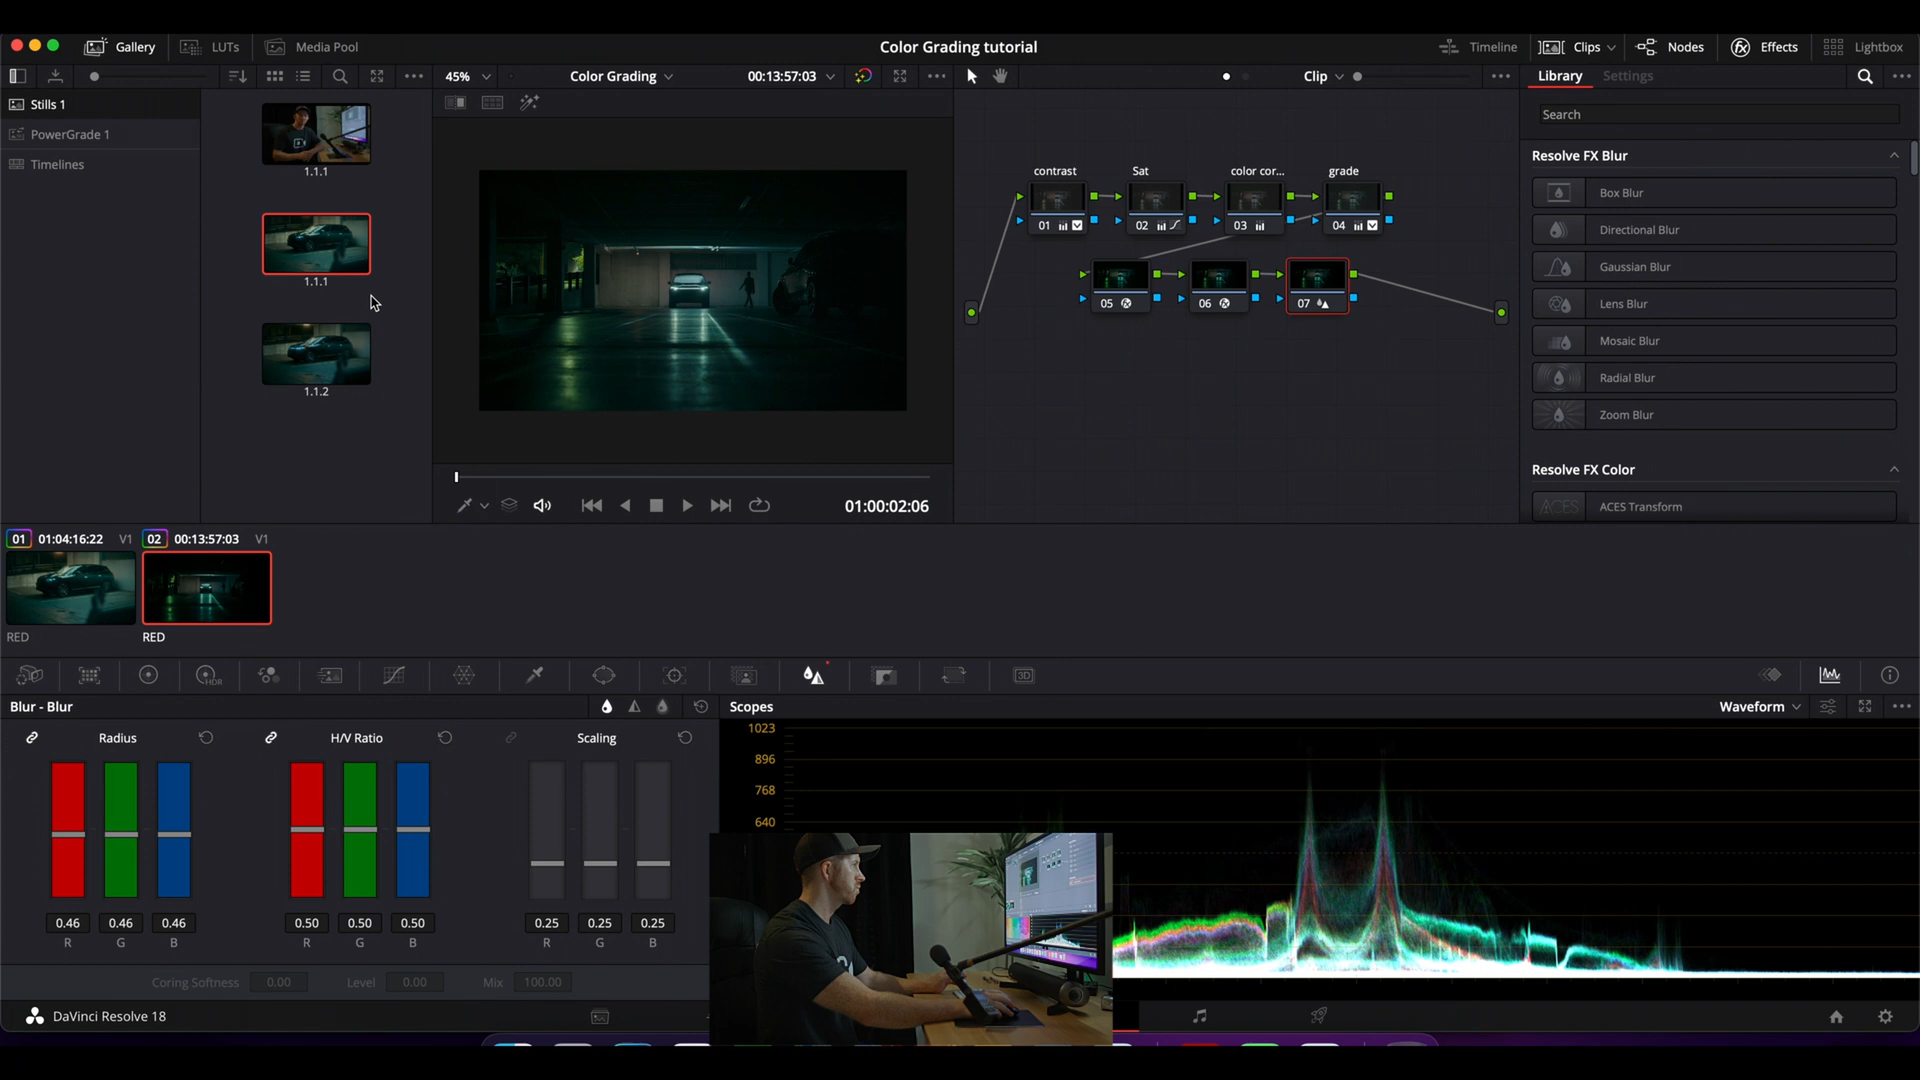 Gallery
LUTs
Media Pool
Color Grading tutorial
Timeline
Clips
Nodes
Effects
Lightbox
45%
Color Grading
00:13:57:03
Clip
Library
Settings
Stills 1
PowerGrade 1
Timelines
1.1.1
1.1.1
1.1.2
contrast
Sat
color cor...
grade
01
02
03
04
05
06
07
Search
Resolve FX Blur
Box Blur
Directional Blur
Gaussian Blur
Lens Blur
Mosaic Blur
Radial Blur
Zoom Blur
Resolve FX Color
ACES
ACES Transform
01:00:02:06
01 01:04:16:22 V1
02 00:13:57:03 V1
RED
RED
HDR
3D
Blur - Blur
Radius
H/V Ratio
Scaling
0.46 0.46 0.46
R G B
0.50 0.50 0.50
R G B
0.25 0.25 0.25
R G B
Coring Softness 0.00
Level 0.00
Mix 100.00
Scopes
Waveform
1023
896
768
640
DaVinci Resolve 18